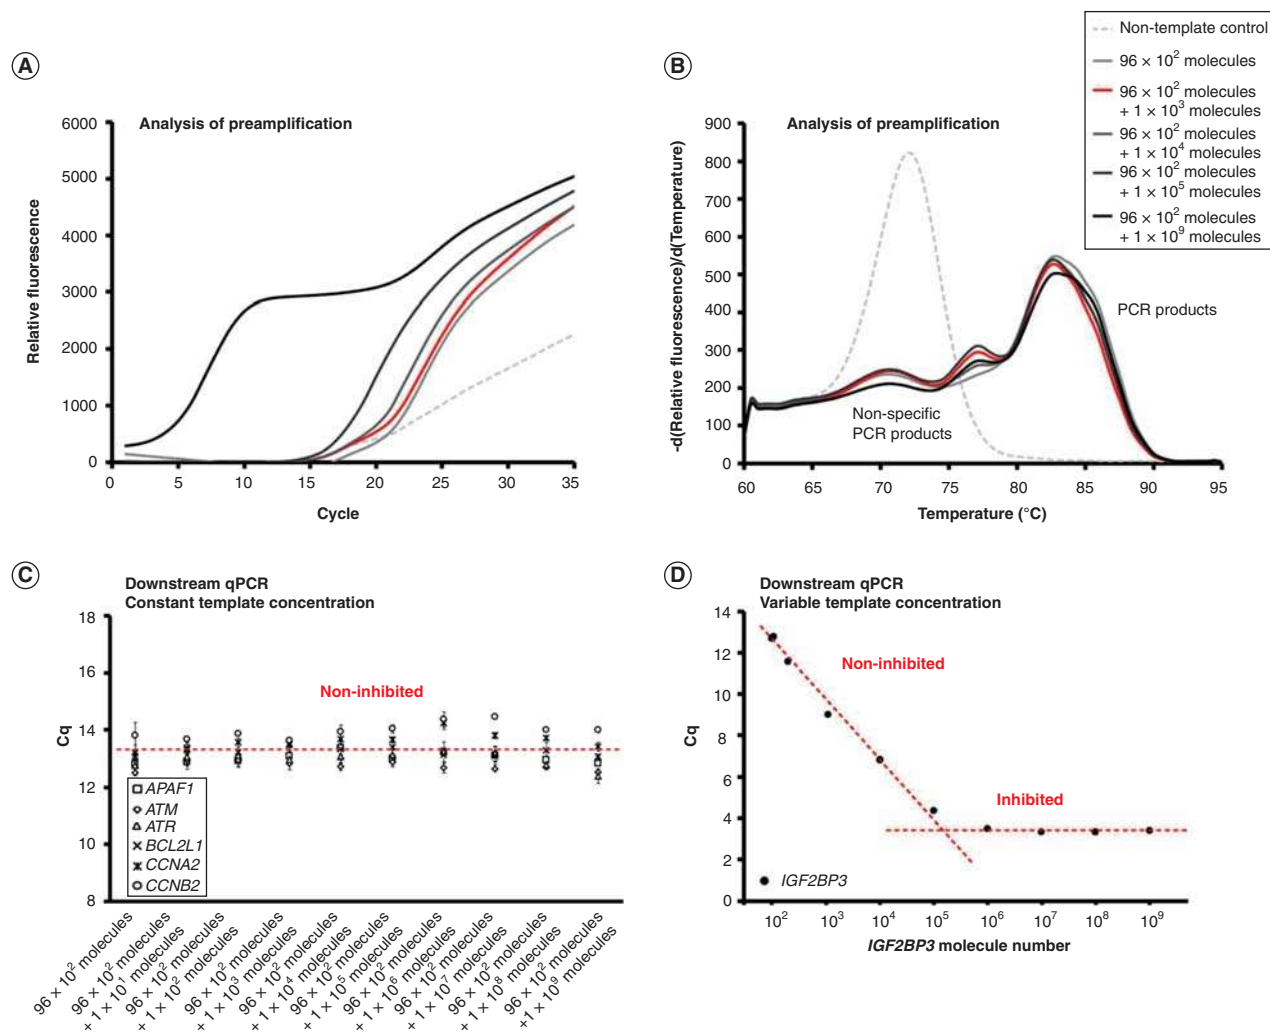 A
Analysis of preamplification
Relative fluorescence
6000
5000
4000
3000
2000
1000
0
0 5 10 15 20 25 30 35
Cycle
B
Analysis of preamplification
-d(Relative fluorescence)/d(Temperature)
900
800
700
600
500
400
300
200
100
0
60 65 70 75 80 85 90 95
Temperature (°C)
Non-specific
PCR products
PCR products
Non-template control
96 × 10² molecules
96 × 10² molecules
+ 1 × 10³ molecules
96 × 10² molecules
+ 1 × 10⁴ molecules
96 × 10² molecules
+ 1 × 10⁵ molecules
96 × 10² molecules
+ 1 × 10⁹ molecules
C
Downstream qPCR
Constant template concentration
Cq
18
16
14
12
10
8
Non-inhibited
APAF1
ATM
ATR
BCL2L1
CCNA2
CCNB2
96 × 10² molecules
96 × 10² molecules
+ 1 × 10¹ molecules
96 × 10² molecules
+ 1 × 10² molecules
96 × 10² molecules
+ 1 × 10³ molecules
96 × 10² molecules
+ 1 × 10⁴ molecules
96 × 10² molecules
+ 1 × 10⁵ molecules
96 × 10² molecules
+ 1 × 10⁶ molecules
96 × 10² molecules
+ 1 × 10⁷ molecules
96 × 10² molecules
+ 1 × 10⁸ molecules
96 × 10² molecules
+1 × 10⁹ molecules
D
Downstream qPCR
Variable template concentration
Cq
14
12
10
8
6
4
2
0
Non-inhibited
Inhibited
IGF2BP3
10² 10³ 10⁴ 10⁵ 10⁶ 10⁷ 10⁸ 10⁹
IGF2BP3 molecule number